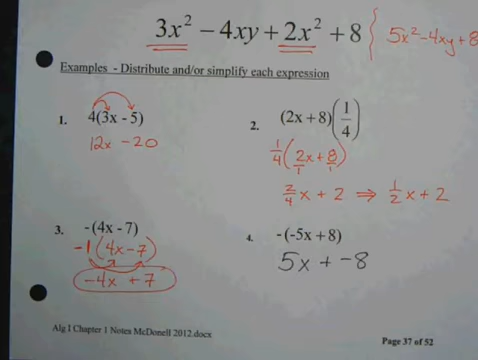 3x² − 4xy + 2x² + 8 { 5x² − 4xy + 8
Examples - Distribute and/or simplify each expression
1. 4(3x - 5)
12x − 20
2. (2x + 8)(1/4)
1/4 (2x/1 + 8/1)
2/4 x + 2 ⇒ 1/2 x + 2
3. -(4x - 7)
−1(4x − 7)
−4x + 7
4. -(-5x + 8)
5x + −8
Alg I Chapter 1 Notes McDonell 2012.docx
Page 37 of 52